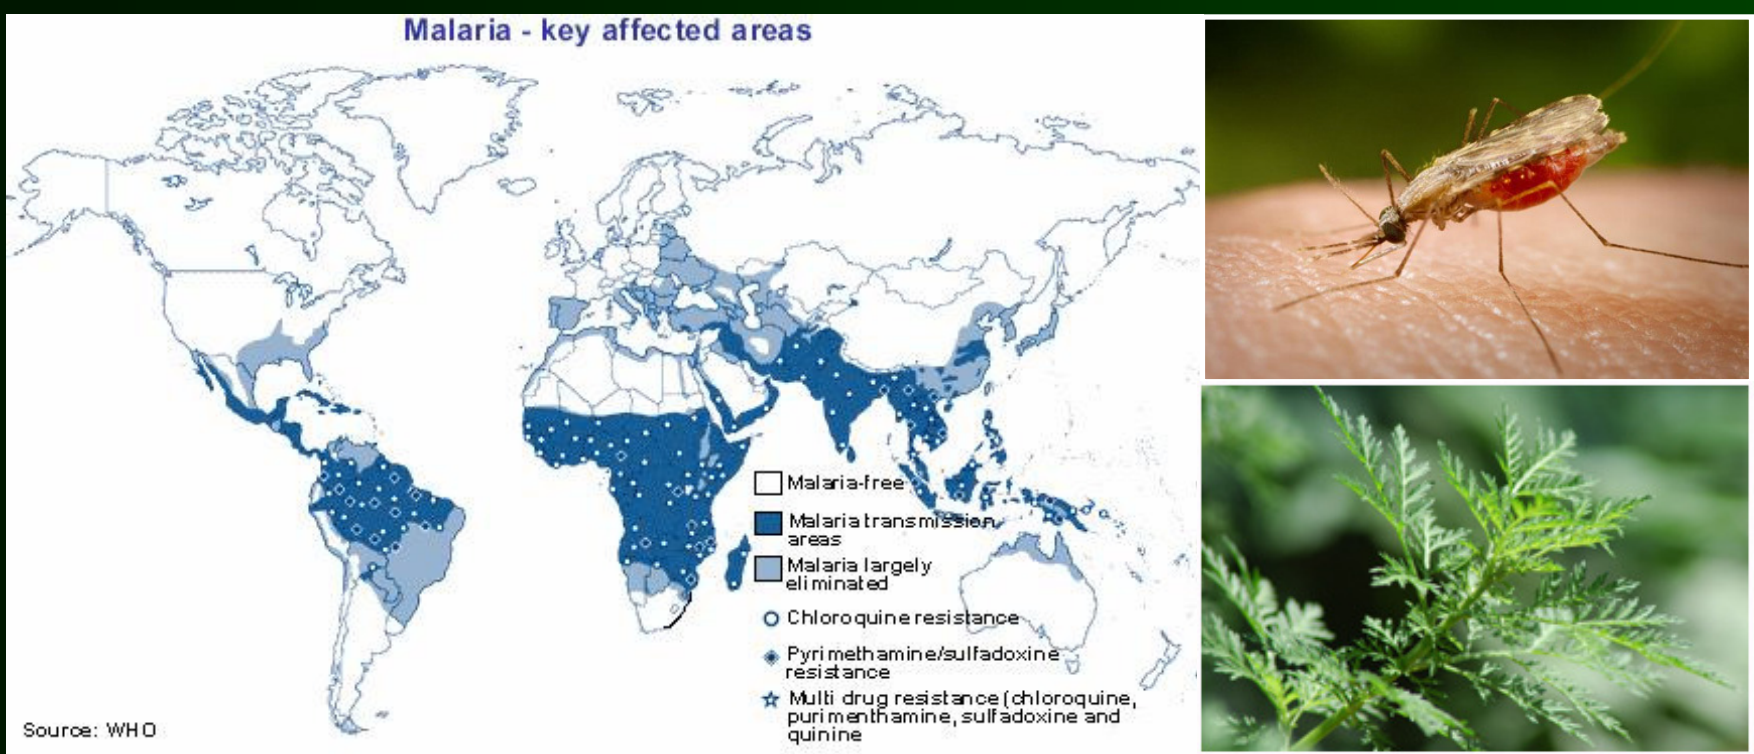 Malaria - key affected areas
Malaria-free
Malaria transmission
areas
Malaria largely
eliminated
Chloroquine resistance
Pyrimethamine/sulfadoxine
resistance
Multi drug resistance (chloroquine,
purimenthamine, sulfadoxine and
quinine
Source: WHO